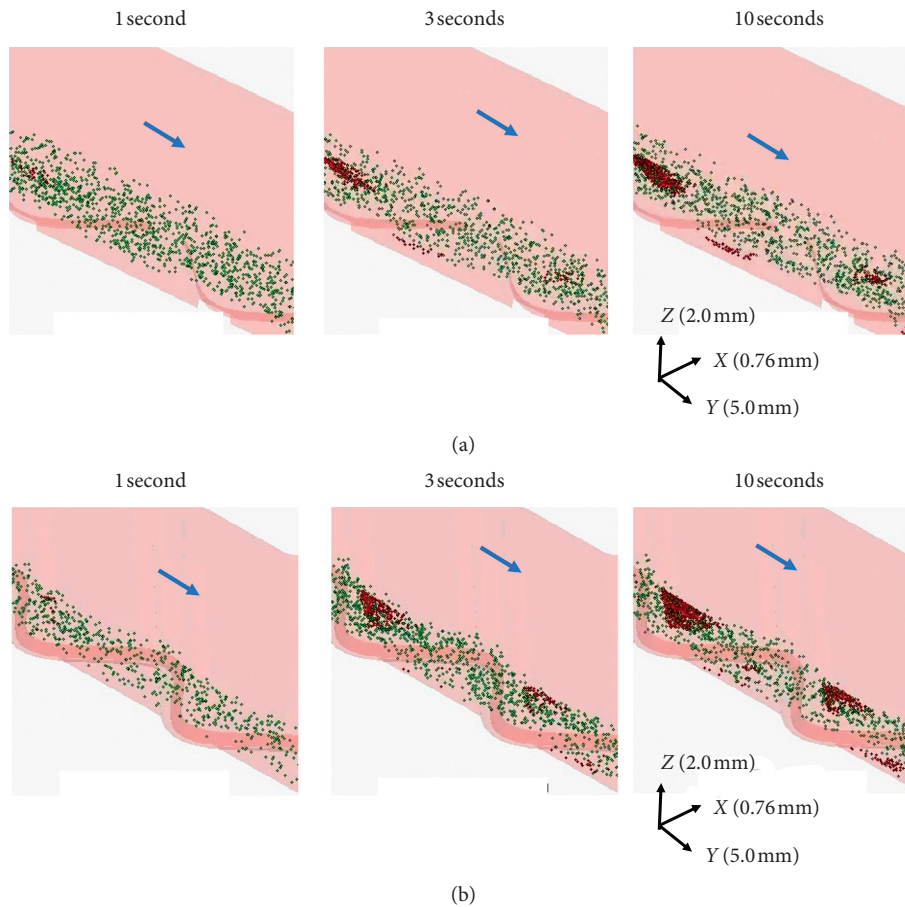 1 second 3 seconds 10 seconds
Z (2.0 mm)
X (0.76 mm)
Y (5.0 mm)
(a)
1 second 3 seconds 10 seconds
Z (2.0 mm)
X (0.76 mm)
Y (5.0 mm)
(b)